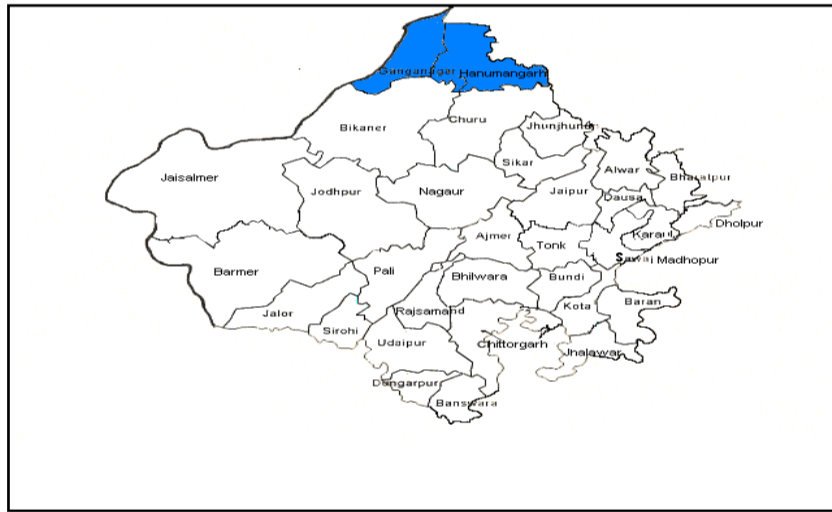 Ganganagar
Hanumangarh
Bikaner
Churu
Jhunjhunu
Sikar
Jaisalmer
Jodhpur
Nagaur
Jaipur
Alwar
Bharatpur
Dausa
Dholpur
Ajmer
Tonk
Karauli
Sawai Madhopur
Barmer
Pali
Bhilwara
Bundi
Jalor
Sirohi
Rajsamand
Kota
Baran
Udaipur
Chittorgarh
Jhalawar
Dungarpur
Banswara